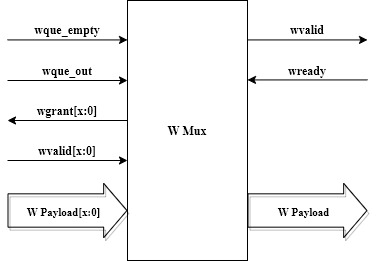 wque_empty
wvalid
wque_out
wready
wgrant[x:0]
W Mux
wvalid[x:0]
W Payload[x:0]
W Payload